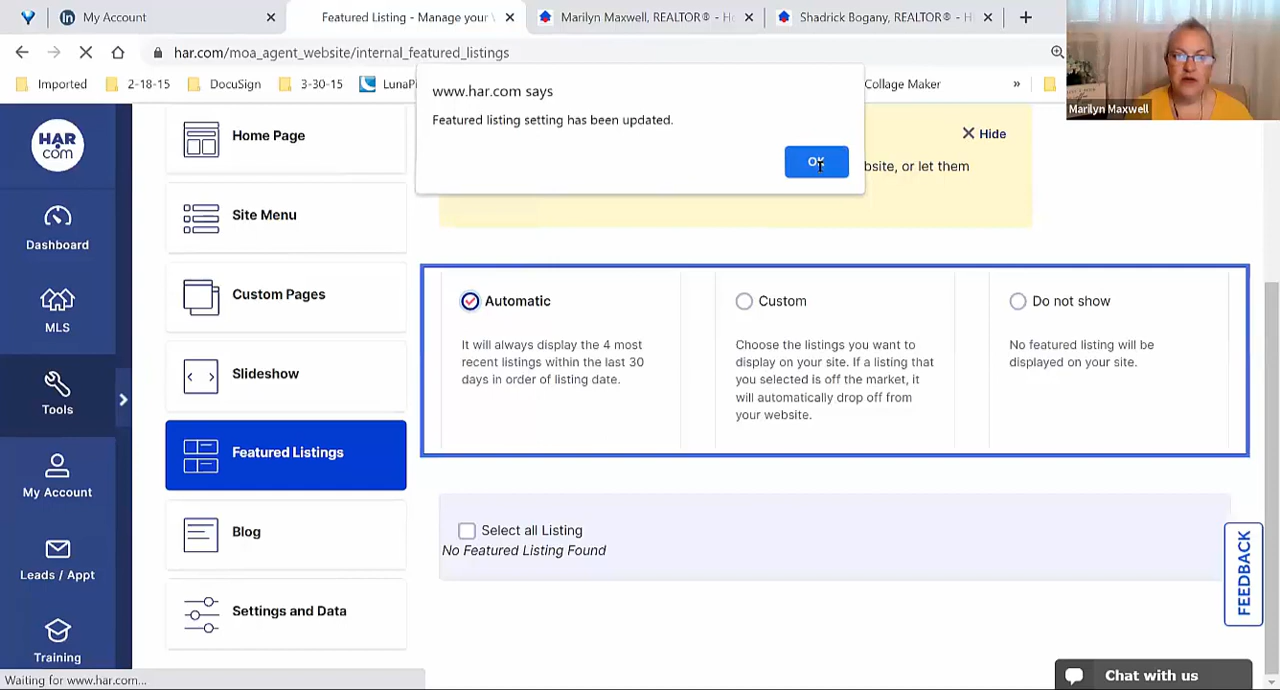 My Account
Featured Listing - Manage your
Marilyn Maxwell, REALTOR® - H
Shadrick Bogany, REALTOR® - H
har.com/moa_agent_website/internal_featured_listings
Imported
2-18-15
DocuSign
3-30-15
LunaPi
Collage Maker
»
Marilyn Maxwell
www.har.com says
Featured listing setting has been updated.
OK
Hide
bsite, or let them
HAR
com
Dashboard
MLS
Tools
My Account
Leads / Appt
Training
Home Page
Site Menu
Custom Pages
Slideshow
Featured Listings
Blog
Settings and Data
Automatic
It will always display the 4 most
recent listings within the last 30
days in order of listing date.
Custom
Choose the listings you want to
display on your site. If a listing that
you selected is off the market, it
will automatically drop off from
your website.
Do not show
No featured listing will be
displayed on your site.
Select all Listing
No Featured Listing Found
FEEDBACK
Chat with us
Waiting for www.har.com...